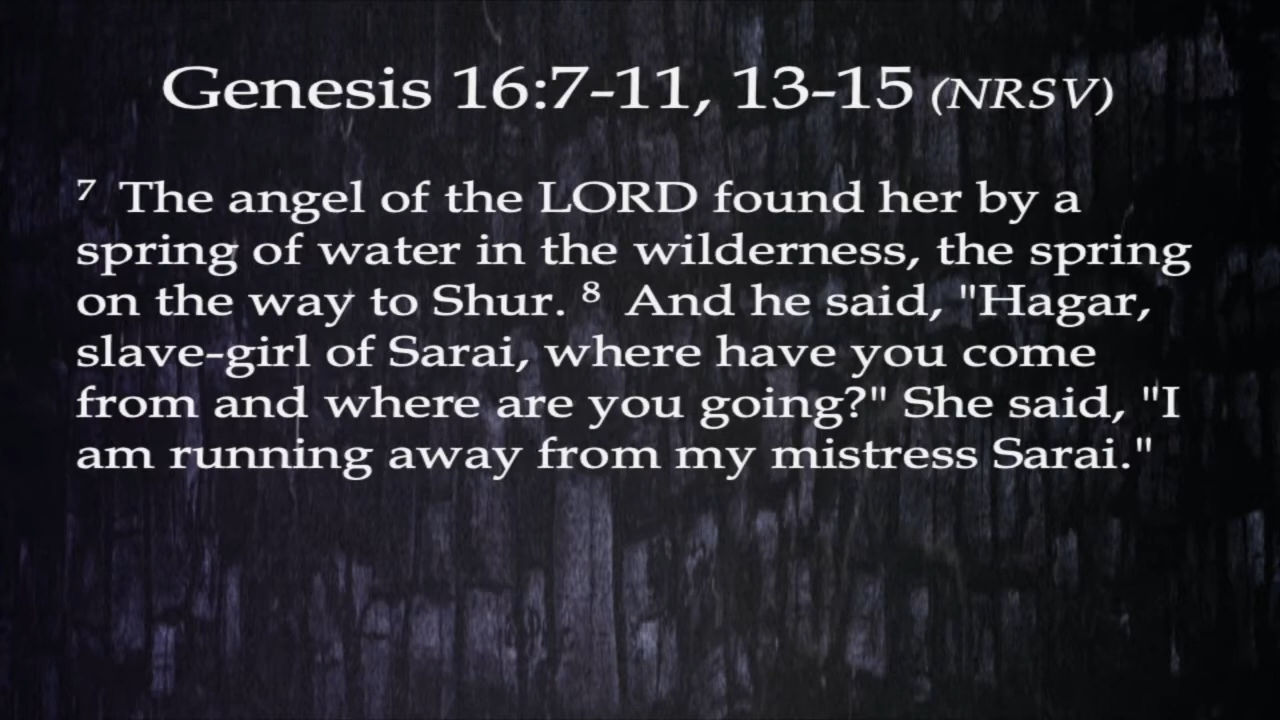 Genesis 16:7-11, 13-15 (NRSV)
7 The angel of the LORD found her by a
spring of water in the wilderness, the spring
on the way to Shur. 8 And he said, "Hagar,
slave-girl of Sarai, where have you come
from and where are you going?" She said, "I
am running away from my mistress Sarai."